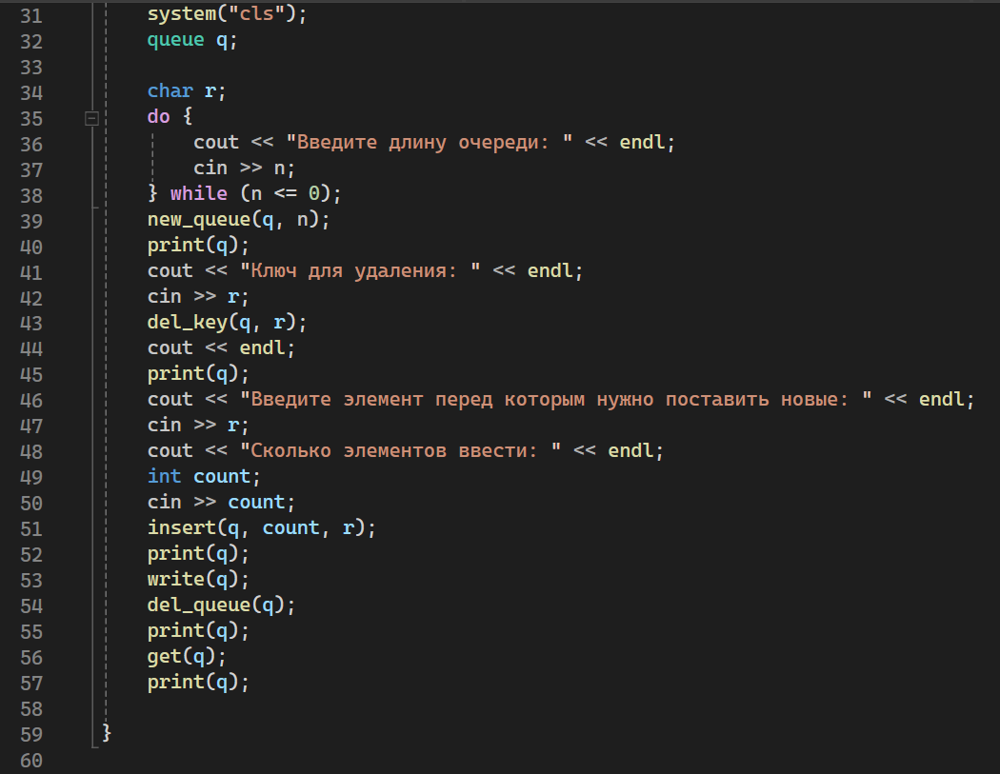 31 system("cls");
32 queue q;
33
34 char r;
35 do {
36 cout << "Введите длину очереди: " << endl;
37 cin >> n;
38 } while (n <= 0);
39 new_queue(q, n);
40 print(q);
41 cout << "Ключ для удаления: " << endl;
42 cin >> r;
43 del_key(q, r);
44 cout << endl;
45 print(q);
46 cout << "Введите элемент перед которым нужно поставить новые: " << endl;
47 cin >> r;
48 cout << "Сколько элементов ввести: " << endl;
49 int count;
50 cin >> count;
51 insert(q, count, r);
52 print(q);
53 write(q);
54 del_queue(q);
55 print(q);
56 get(q);
57 print(q);
58
59 }
60